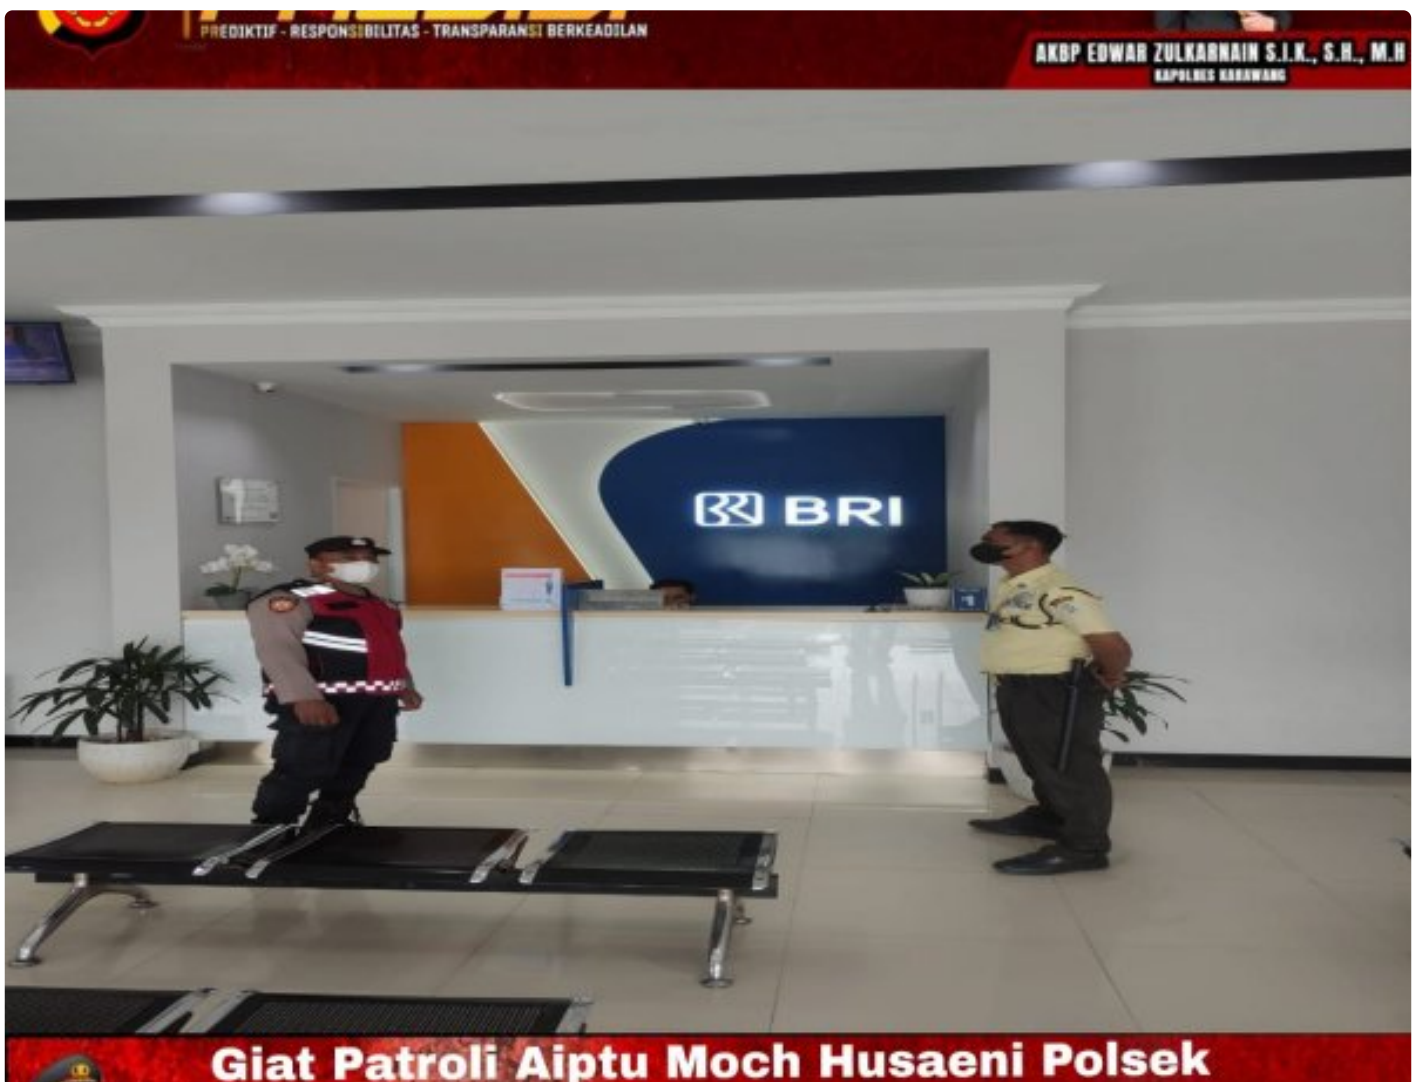 PREDIKTIF - RESPONSIBILITAS - TRANSPARANSI BERKEADILAN
AKBP EDWAR ZULKARNAIN S.I.K., S.H., M.H
KAPOLRES KARAWANG
BRI
Giat Patroli Aiptu Moch Husaeni Polsek